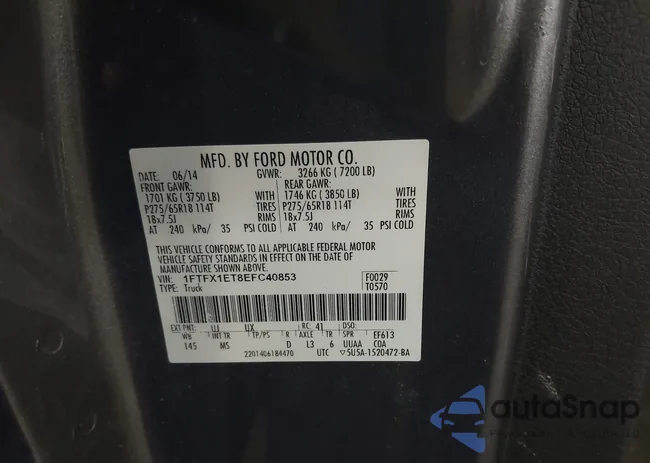 MFD. BY FORD MOTOR CO.
DATE: 06/14 GVWR: 3266 KG ( 7200 LB)
FRONT GAWR: REAR GAWR:
1701 KG ( 3750 LB) WITH 1746 KG ( 3850 LB) WITH
P275/65R18 114T TIRES P275/65R18 114T TIRES
18x7.5J RIMS 18x7.5J RIMS
AT 240 kPa/ 35 PSI COLD AT 240 kPa/ 35 PSI COLD
THIS VEHICLE CONFORMS TO ALL APPLICABLE FEDERAL MOTOR
VEHICLE SAFETY STANDARDS IN EFFECT ON THE DATE OF
MANUFACTURE SHOWN ABOVE.
VIN: 1FTFX1ET8EFC40853 F0029
TYPE: Truck T0570
EXT PNT: UJ UX RC: 41 DSO:
WB INT TR TP/PS R AXLE TR SPR EF613
145 MS D L3 6 UUAA COA
2201406184470 UTC ▽5U5A-1520472-BA
autoSnap